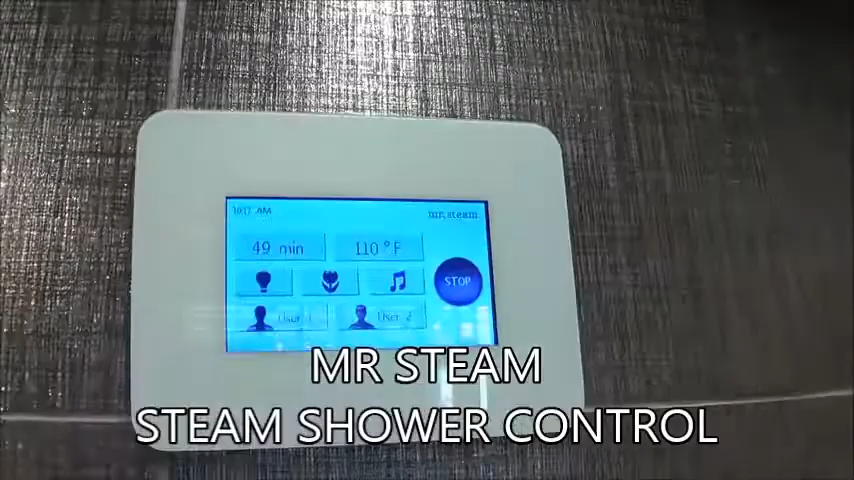 10:17 AM
mr.steam
49 min
110 °F
STOP
User 1
User 2
MR STEAM
STEAM SHOWER CONTROL